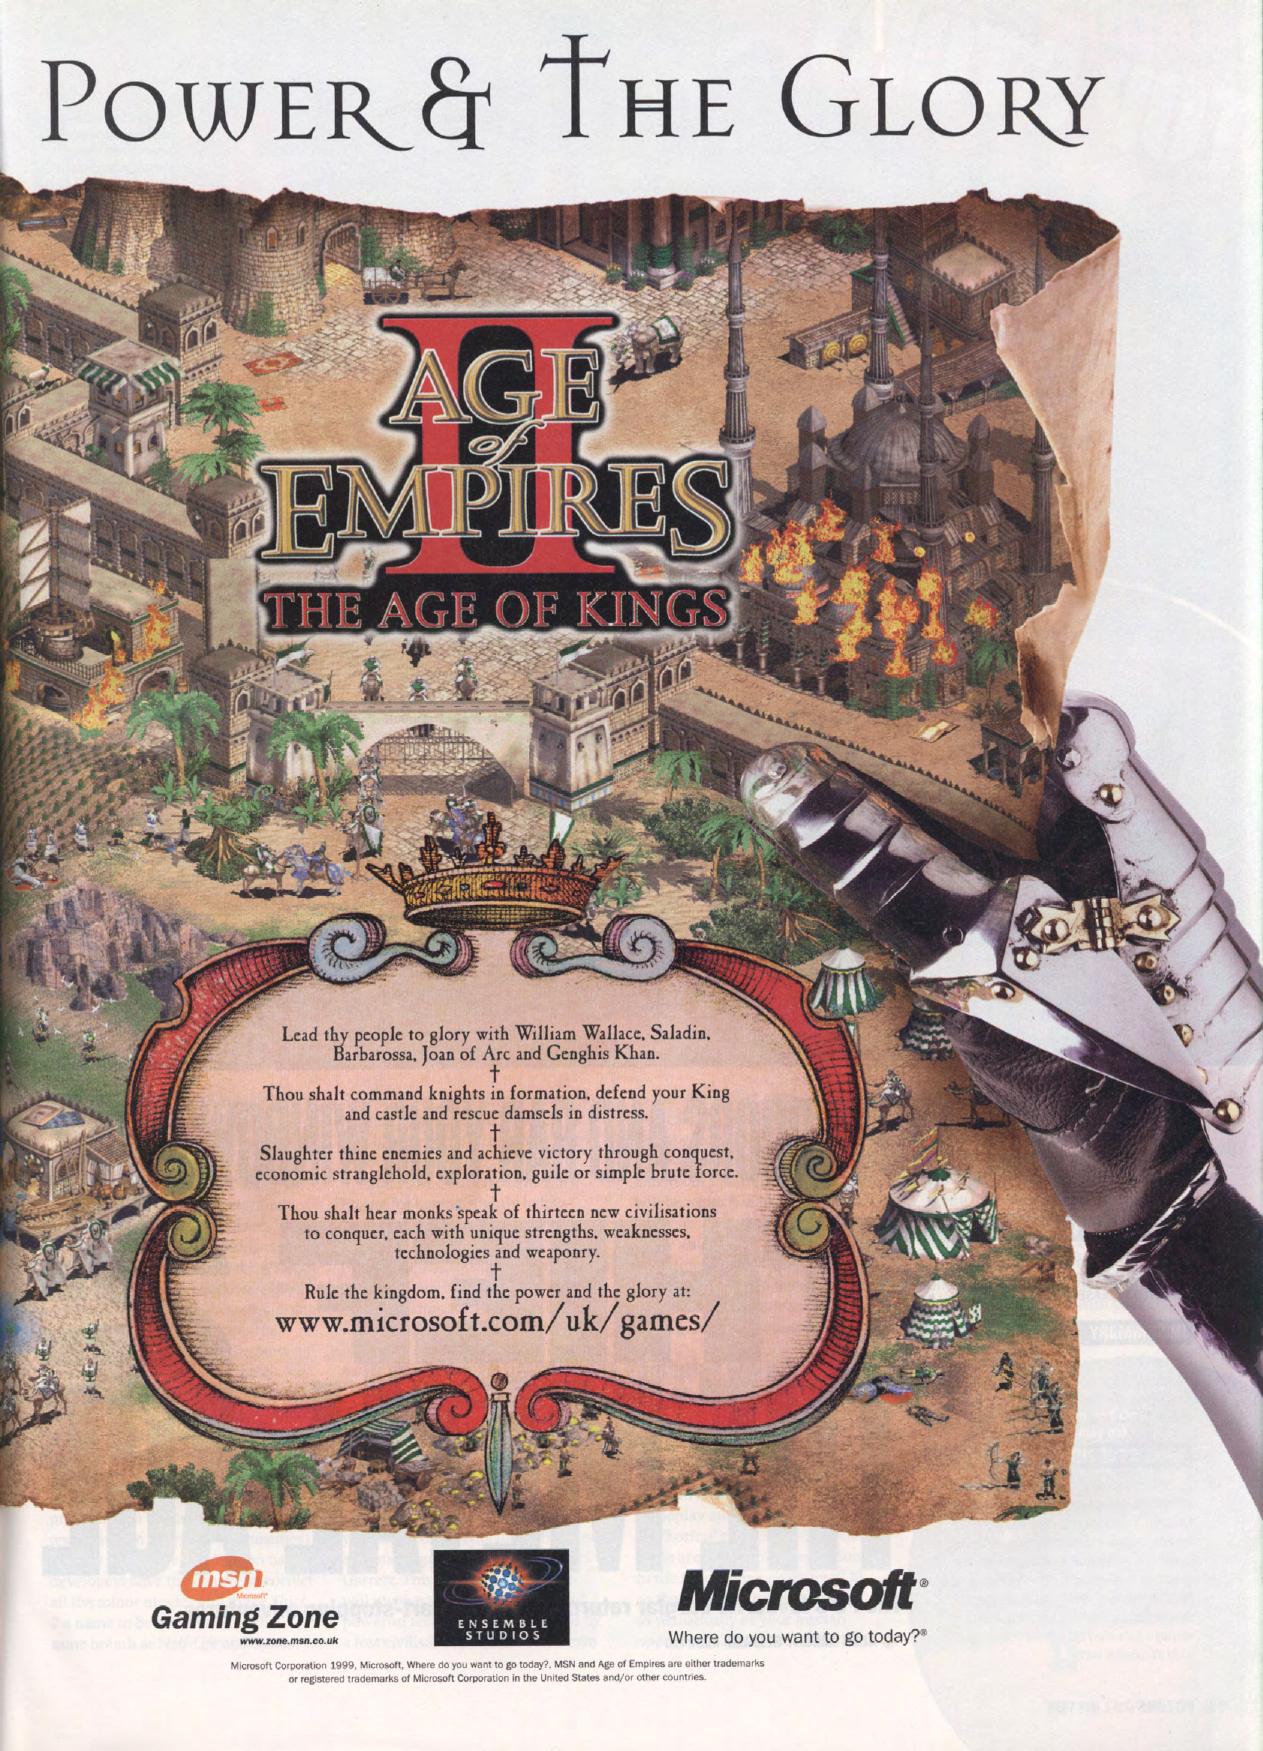 POWER & THE GLORY
II
AGE
of
EMPIRES
THE AGE OF KINGS
Lead thy people to glory with William Wallace, Saladin,
Barbarossa, Joan of Arc and Genghis Khan.
†
Thou shalt command knights in formation, defend your King
and castle and rescue damsels in distress.
†
Slaughter thine enemies and achieve victory through conquest,
economic stranglehold, exploration, guile or simple brute force.
†
Thou shalt hear monks speak of thirteen new civilisations
to conquer, each with unique strengths, weaknesses,
technologies and weaponry.
†
Rule the kingdom, find the power and the glory at:
www.microsoft.com/uk/games/
msn
Microsoft®
Gaming Zone
www.zone.msn.co.uk
ENSEMBLE
STUDIOS
Microsoft®
Where do you want to go today?®
Microsoft Corporation 1999, Microsoft, Where do you want to go today?, MSN and Age of Empires are either trademarks
or registered trademarks of Microsoft Corporation in the United States and/or other countries.